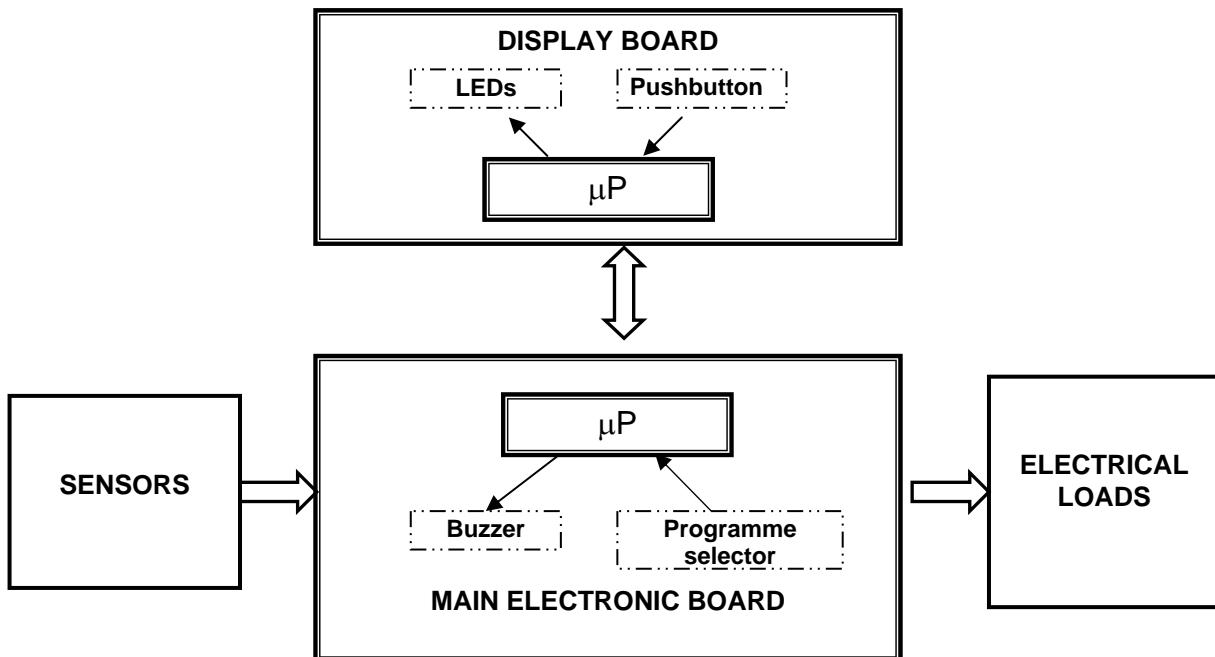 DISPLAY BOARD
LEDs
Pushbutton
μP
μP
SENSORS
ELECTRICAL
LOADS
Buzzer
Programme
selector
MAIN ELECTRONIC BOARD